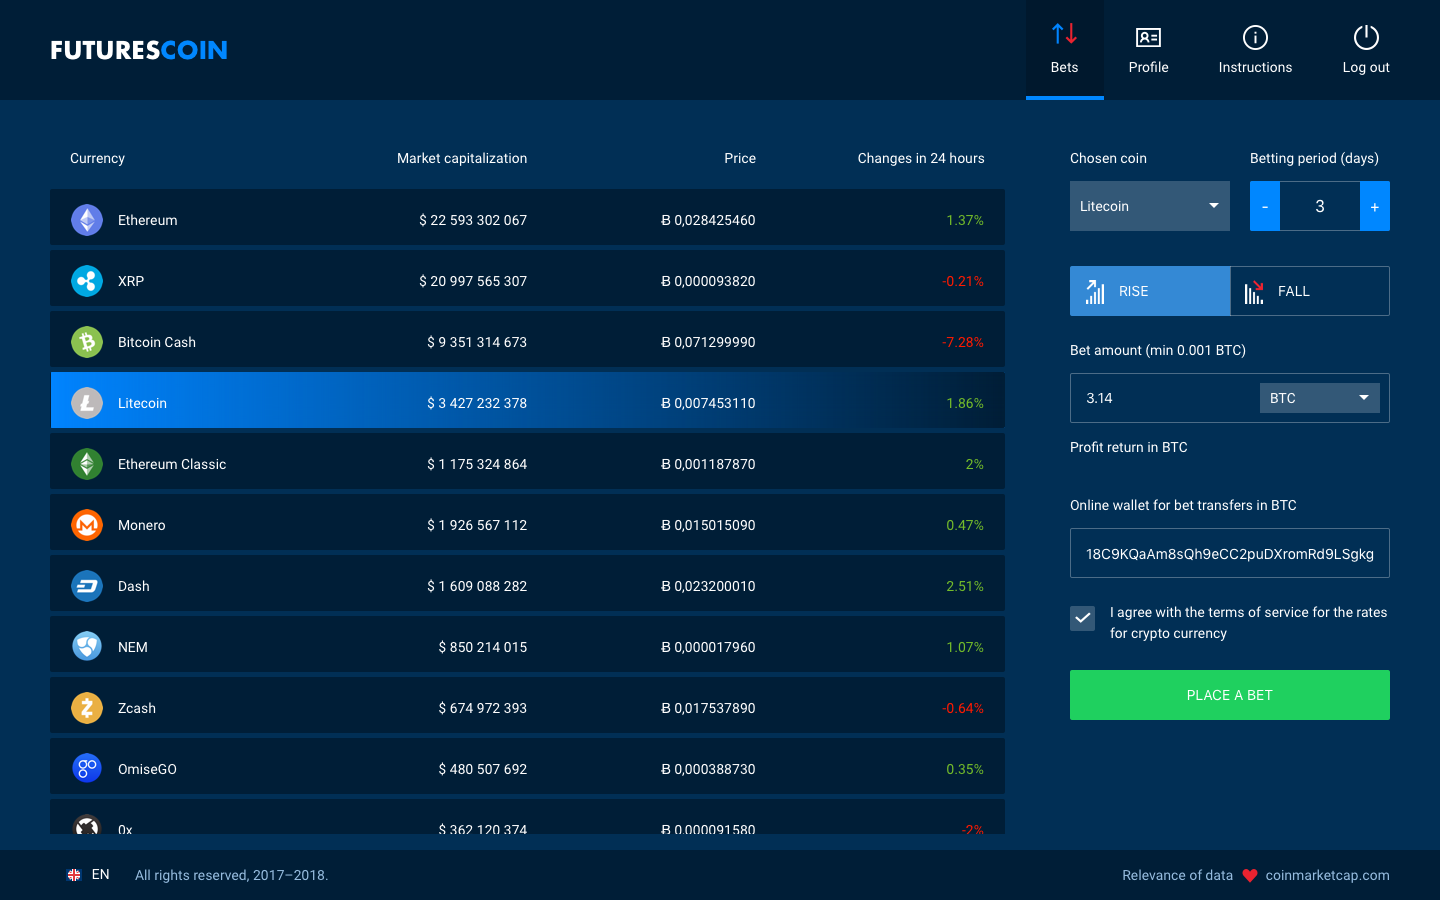 FUTURESCOIN
Bets
Profile
Instructions
Log out
Currency
Market capitalization
Price
Changes in 24 hours
Ethereum
$ 22 593 302 067
Ƀ 0,028425460
1.37%
XRP
$ 20 997 565 307
Ƀ 0,000093820
-0.21%
Bitcoin Cash
$ 9 351 314 673
Ƀ 0,071299990
-7.28%
Litecoin
$ 3 427 232 378
Ƀ 0,007453110
1.86%
Ethereum Classic
$ 1 175 324 864
Ƀ 0,001187870
2%
Monero
$ 1 926 567 112
Ƀ 0,015015090
0.47%
Dash
$ 1 609 088 282
Ƀ 0,023200010
2.51%
NEM
$ 850 214 015
Ƀ 0,000017960
1.07%
Zcash
$ 674 972 393
Ƀ 0,017537890
-0.64%
OmiseGO
$ 480 507 692
Ƀ 0,000388730
0.35%
0x
$ 362 120 374
Ƀ 0,000091580
-2%
Chosen coin
Betting period (days)
Litecoin
-
3
+
RISE
FALL
Bet amount (min 0.001 BTC)
3.14
BTC
Profit return in BTC
Online wallet for bet transfers in BTC
18C9KQaAm8sQh9eCC2puDXromRd9LSgkg
I agree with the terms of service for the rates
for crypto currency
PLACE A BET
EN
All rights reserved, 2017–2018.
Relevance of data
coinmarketcap.com